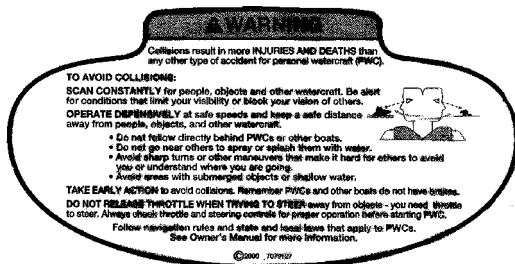 WARNING
Collisions result in more INJURIES AND DEATHS than
any other type of accident for personal watercraft (PWC).
TO AVOID COLLISIONS:
SCAN CONSTANTLY for people, objects and other watercraft. Be alert
for conditions that limit your visibility or block your vision of others.
OPERATE DEFENSIVELY at safe speeds and keep a safe distance
away from people, objects, and other watercraft.
• Do not follow directly behind PWCs or other boats.
• Do not go near others to spray or splash them with water.
• Avoid sharp turns or other maneuvers that make it hard for others to avoid
you or understand where you are going.
• Avoid areas with submerged objects or shallow water.
TAKE EARLY ACTION to avoid collisions. Remember PWCs and other boats do not have brakes.
DO NOT RELEASE THROTTLE WHEN TRYING TO STEER away from objects - you need throttle
to steer. Always check throttle and steering controls for proper operation before starting PWC.
Follow navigation rules and state and local laws that apply to PWCs.
See Owner's Manual for more information.
©2000 7079127